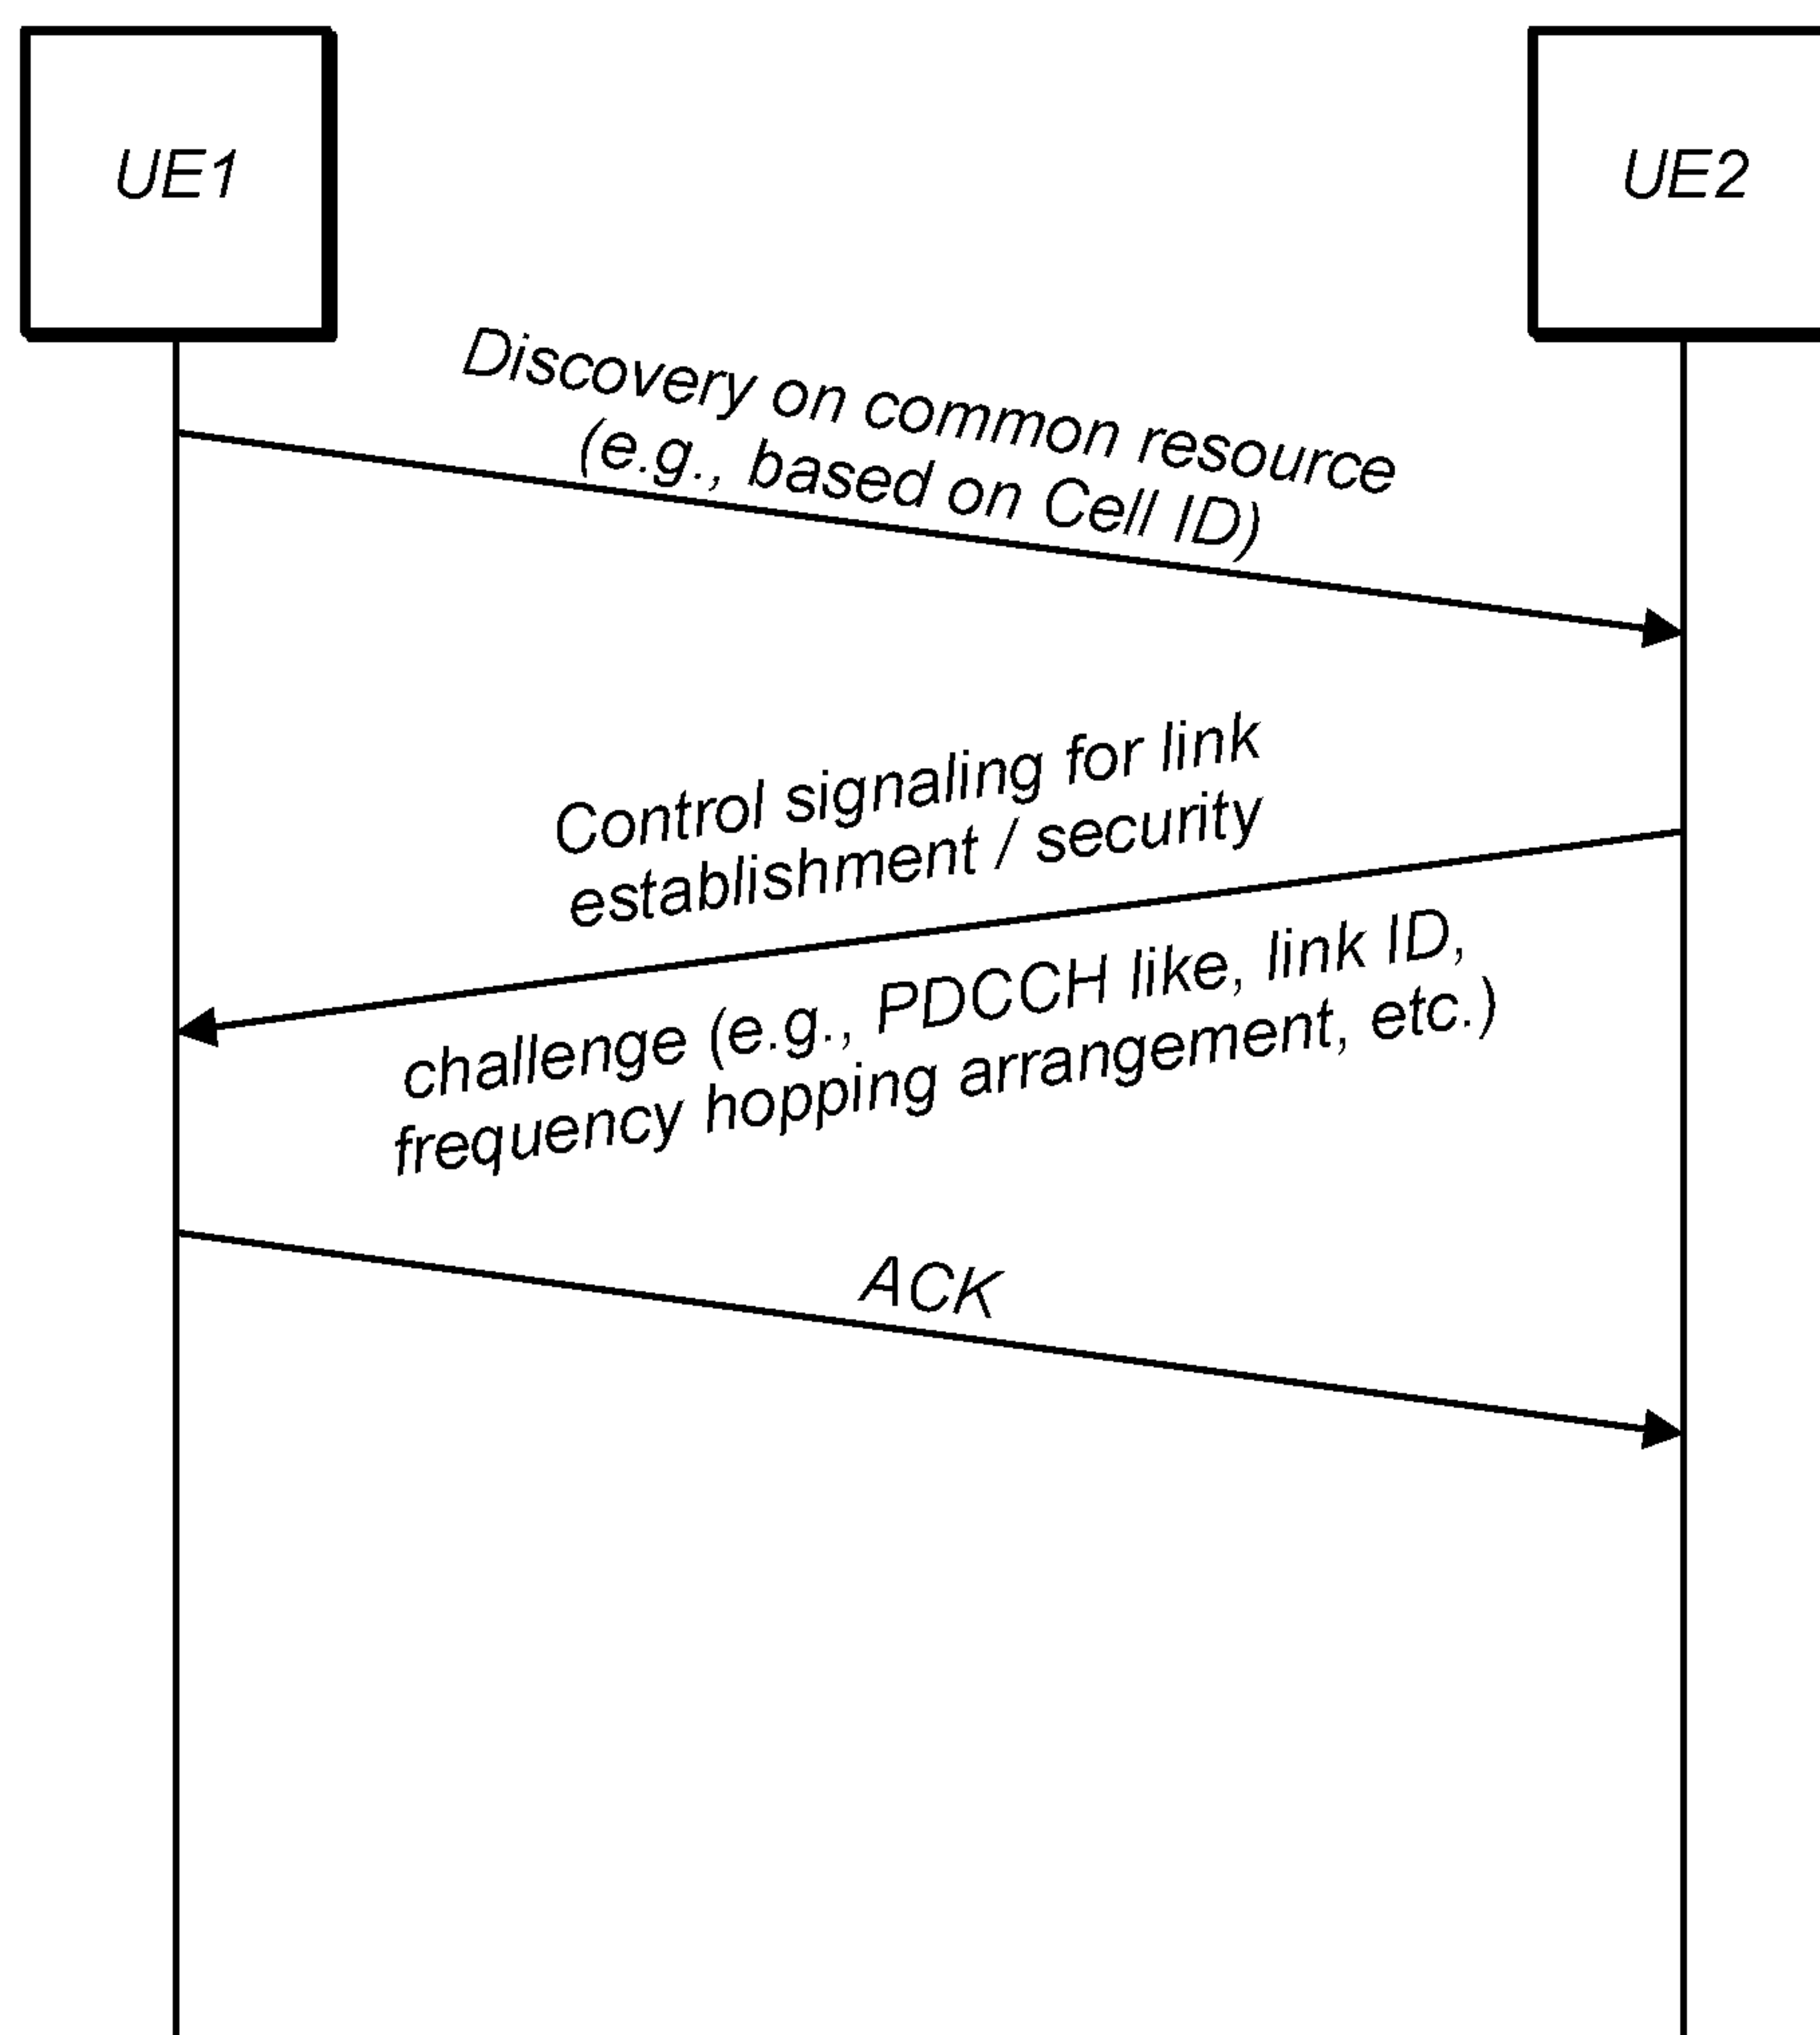 UE1
UE2
Discovery on common resource
(e.g., based on Cell ID)
Control signaling for link
establishment / security
challenge (e.g., PDCCH like, link ID,
frequency hopping arrangement, etc.)
ACK